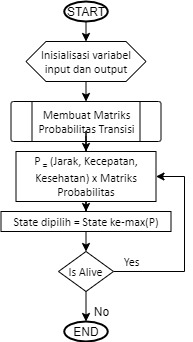 START
Inisialisasi variabel
input dan output
Membuat Matriks
Probabilitas Transisi
P = (Jarak, Kecepatan,
Kesehatan) x Matriks
Probabilitas
State dipilih = State ke-max(P)
Is Alive
Yes
No
END